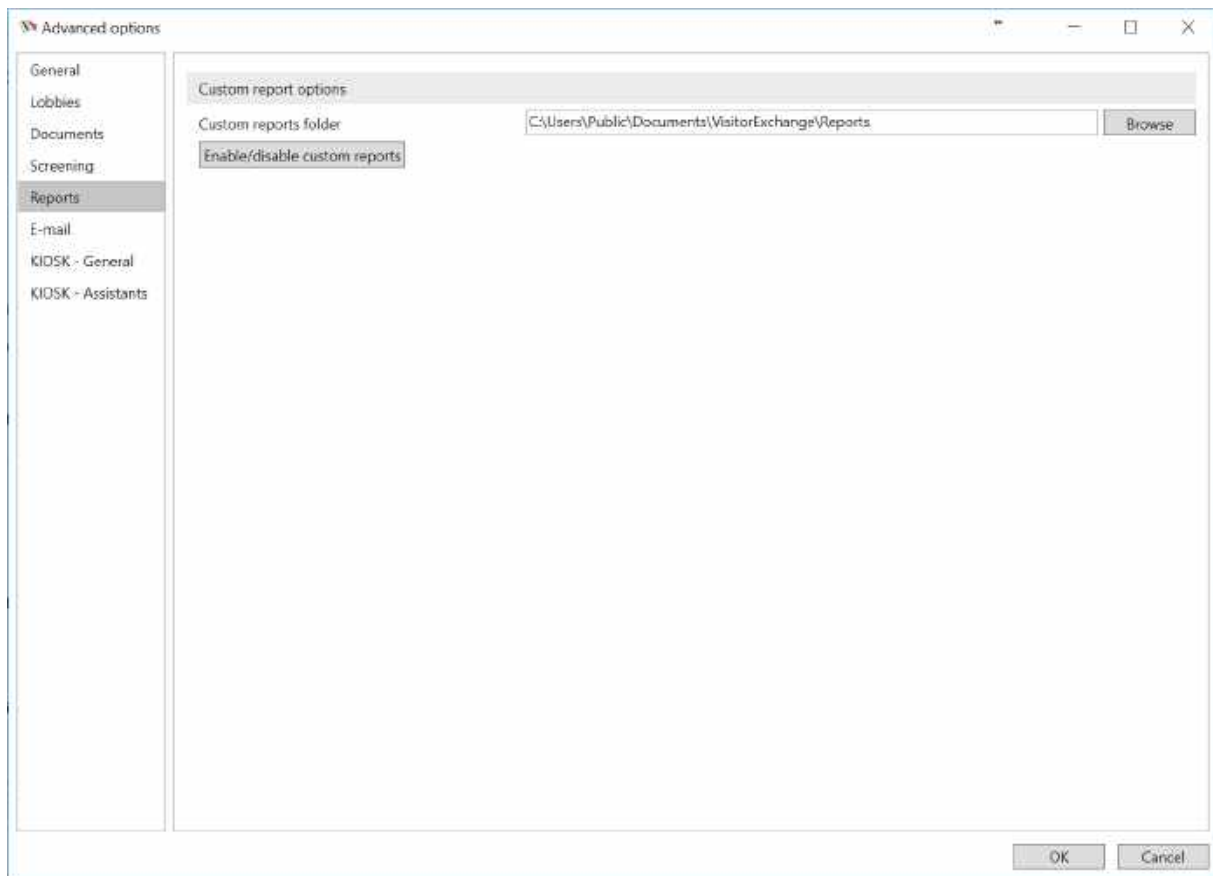 Advanced options
General
Lobbies
Documents
Screening
Reports
E-mail
KIOSK - General
KIOSK - Assistants
Custom report options
Custom reports folder
C:\Users\Public\Documents\VisitorExchange\Reports
Browse
Enable/disable custom reports
OK
Cancel